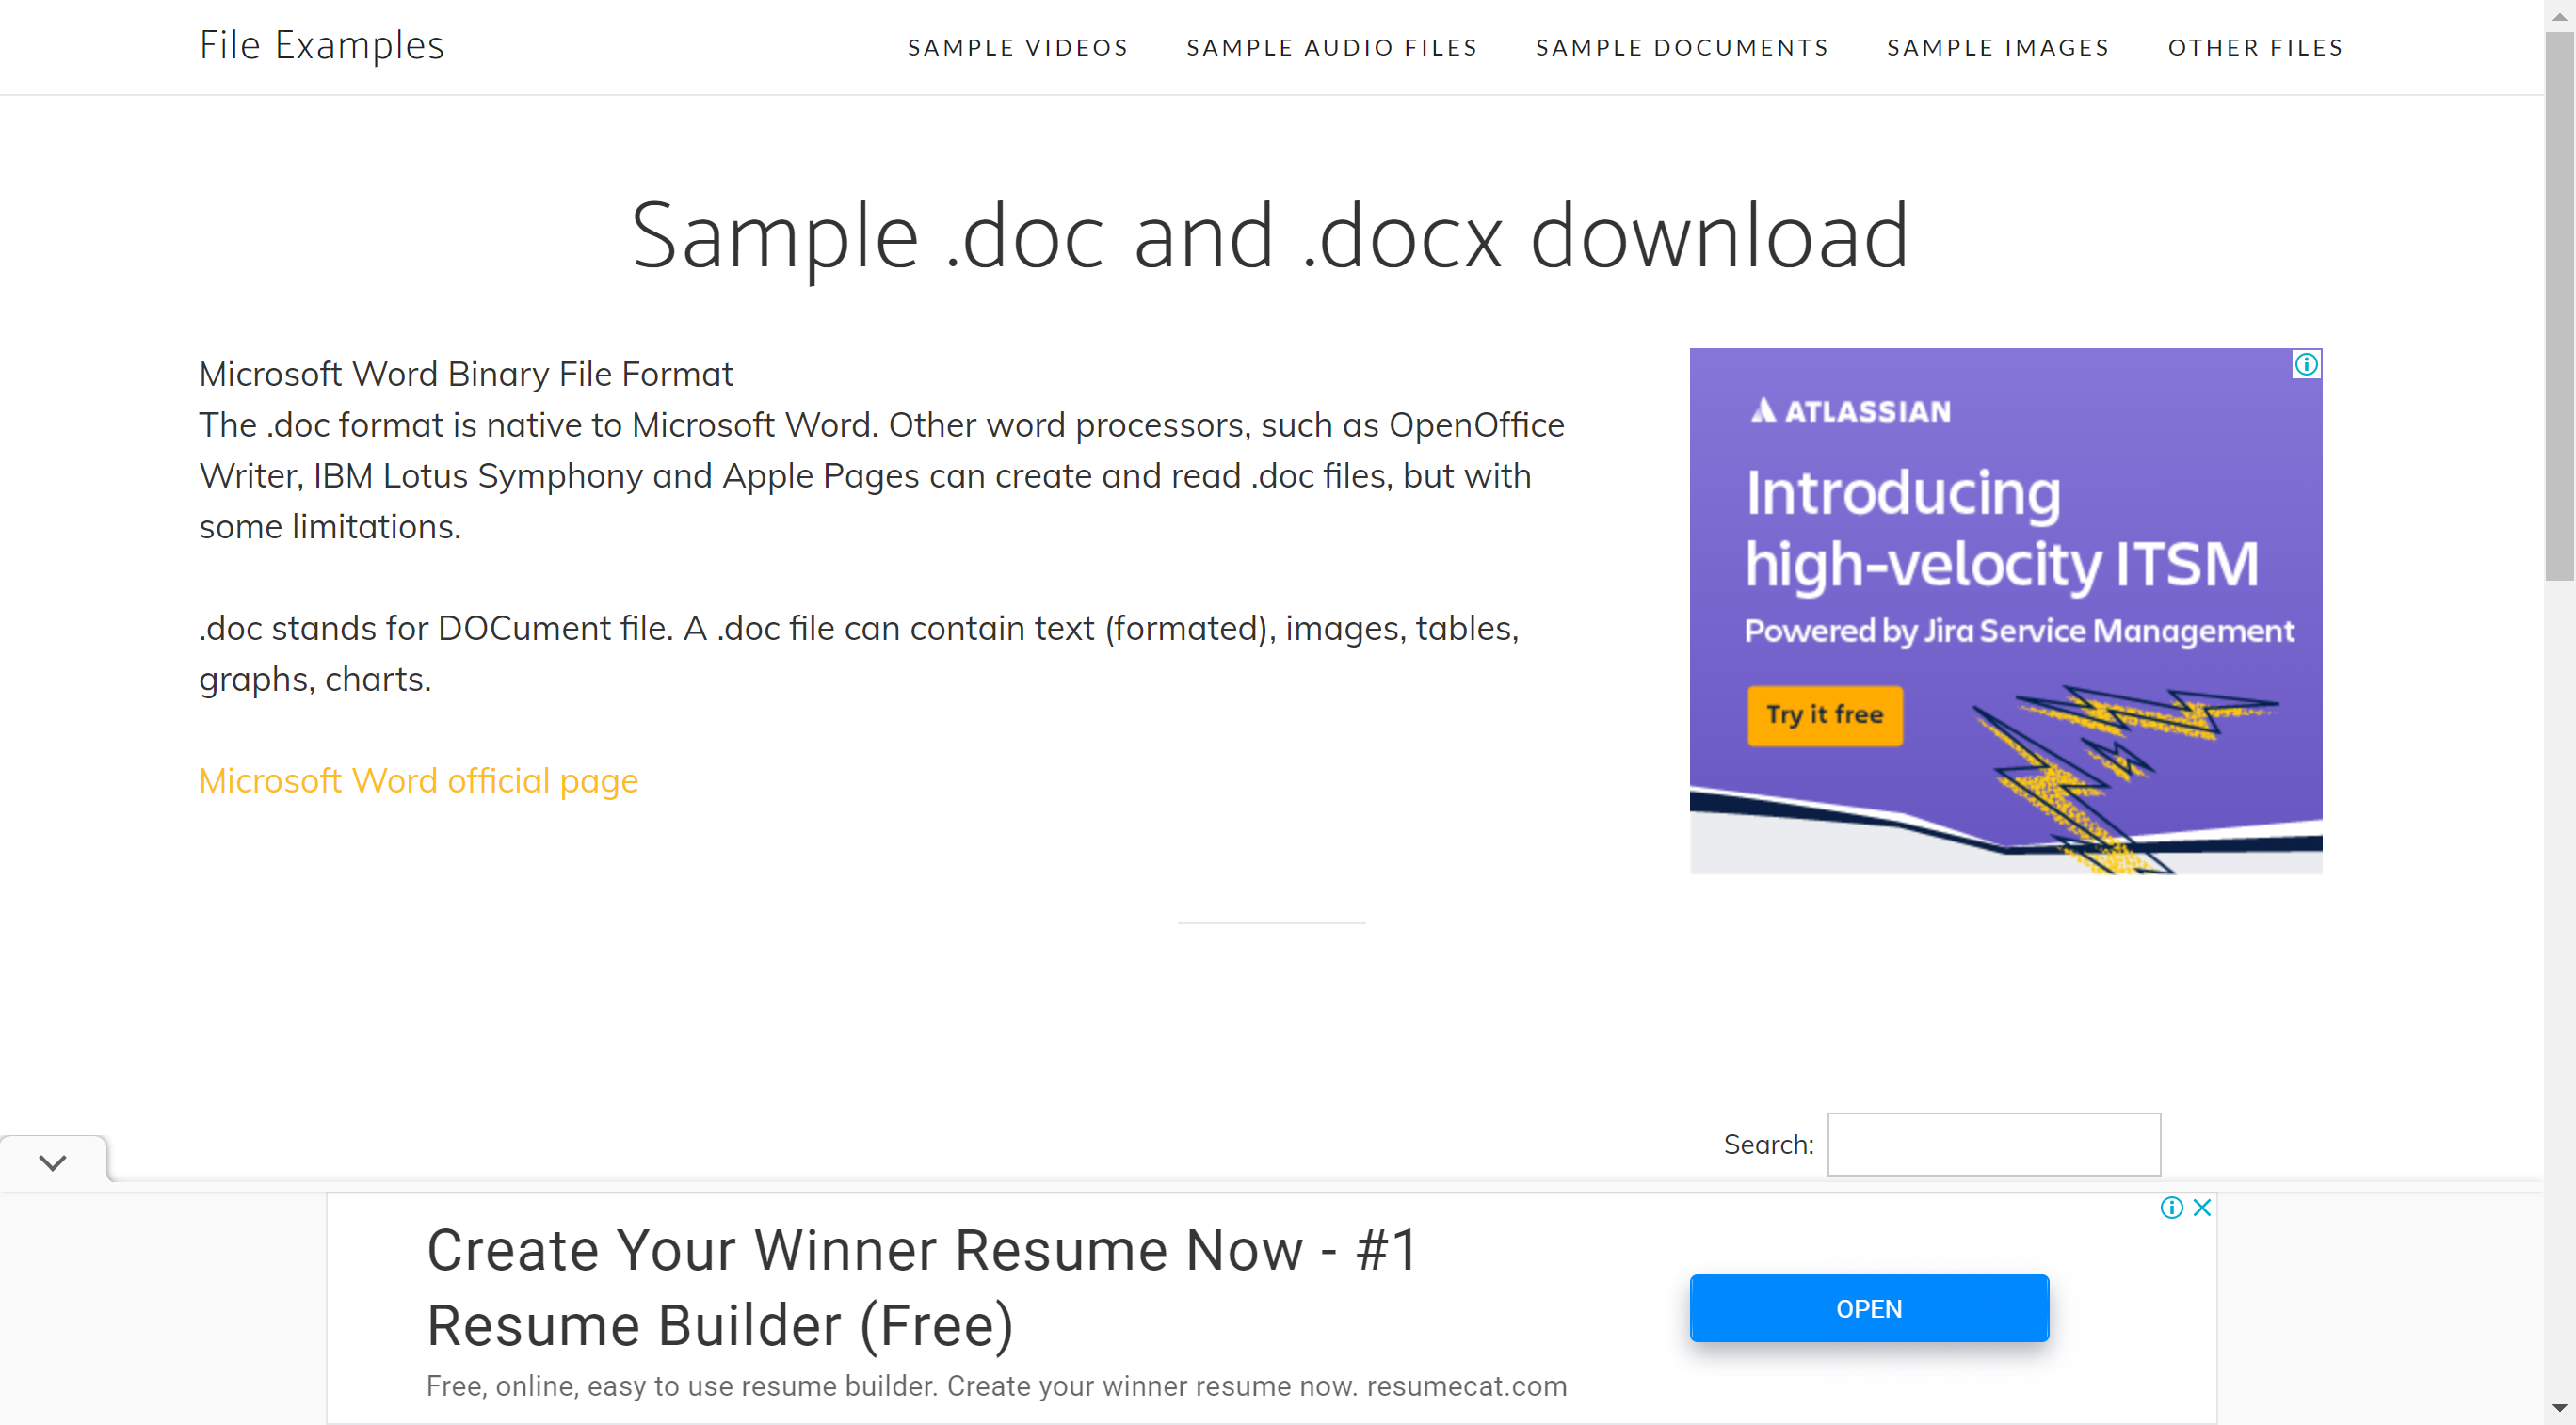 File Examples
SAMPLE VIDEOS SAMPLE AUDIO FILES SAMPLE DOCUMENTS SAMPLE IMAGES OTHER FILES
Sample .doc and .docx download
Microsoft Word Binary File Format
The .doc format is native to Microsoft Word. Other word processors, such as OpenOffice
Writer, IBM Lotus Symphony and Apple Pages can create and read .doc files, but with
some limitations.
.doc stands for DOCument file. A .doc file can contain text (formated), images, tables,
graphs, charts.
Microsoft Word official page
ATLASSIAN
Introducing
high-velocity ITSM
Powered by Jira Service Management
Try it free
Search:
Create Your Winner Resume Now - #1
Resume Builder (Free)
Free, online, easy to use resume builder. Create your winner resume now. resumecat.com
OPEN